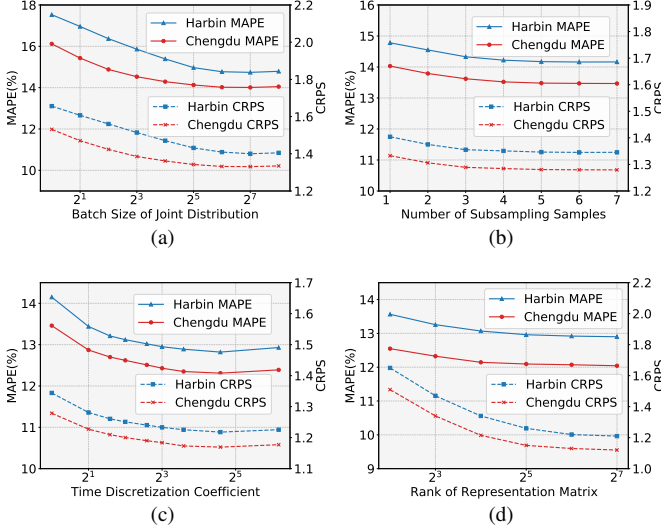 18
16
14
12
10
MAPE(%)
Harbin MAPE
Chengdu MAPE
Harbin CRPS
Chengdu CRPS
2.2
2.0
1.8
1.6
1.4
1.2
CRPS
2^1 2^3 2^5 2^7
Batch Size of Joint Distribution
(a)
16
15
14
13
12
11
10
MAPE(%)
Harbin MAPE
Chengdu MAPE
Harbin CRPS
Chengdu CRPS
1.9
1.8
1.7
1.6
1.5
1.4
1.3
1.2
CRPS
1 2 3 4 5 6 7
Number of Subsampling Samples
(b)
14
13
12
11
10
MAPE(%)
Harbin MAPE
Chengdu MAPE
Harbin CRPS
Chengdu CRPS
1.7
1.6
1.5
1.4
1.3
1.2
1.1
CRPS
2^1 2^3 2^5
Time Discretization Coefficient
(c)
14
13
12
11
10
9
MAPE(%)
Harbin MAPE
Chengdu MAPE
Harbin CRPS
Chengdu CRPS
2.2
2.0
1.8
1.6
1.4
1.2
1.0
CRPS
2^3 2^5 2^7
Rank of Representation Matrix
(d)